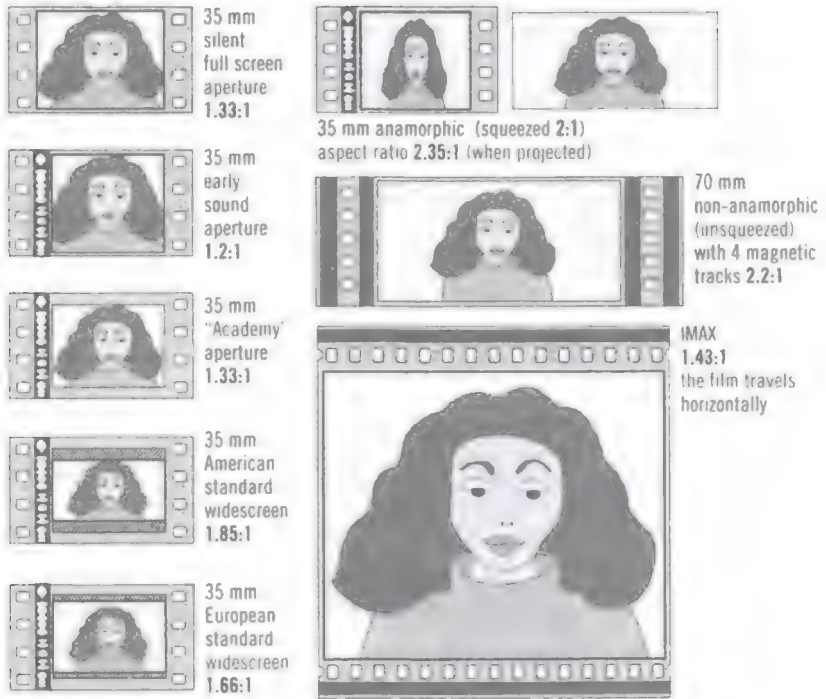 35 mm
silent
full screen
aperture
1.33:1
35 mm
early
sound
aperture
1.2:1
35 mm
"Academy'
aperture
1.33:1
35 mm
American
standard
widescreen
1.85:1
35 mm
European
standard
widescreen
1.66:1
35 mm anamorphic (squeezed 2:1)
aspect ratio 2.35:1 (when projected)
70 mm
non-anamorphic
(unsqueezed)
with 4 magnetic
tracks 2.2:1
IMAX
1.43:1
the film travels
horizontally